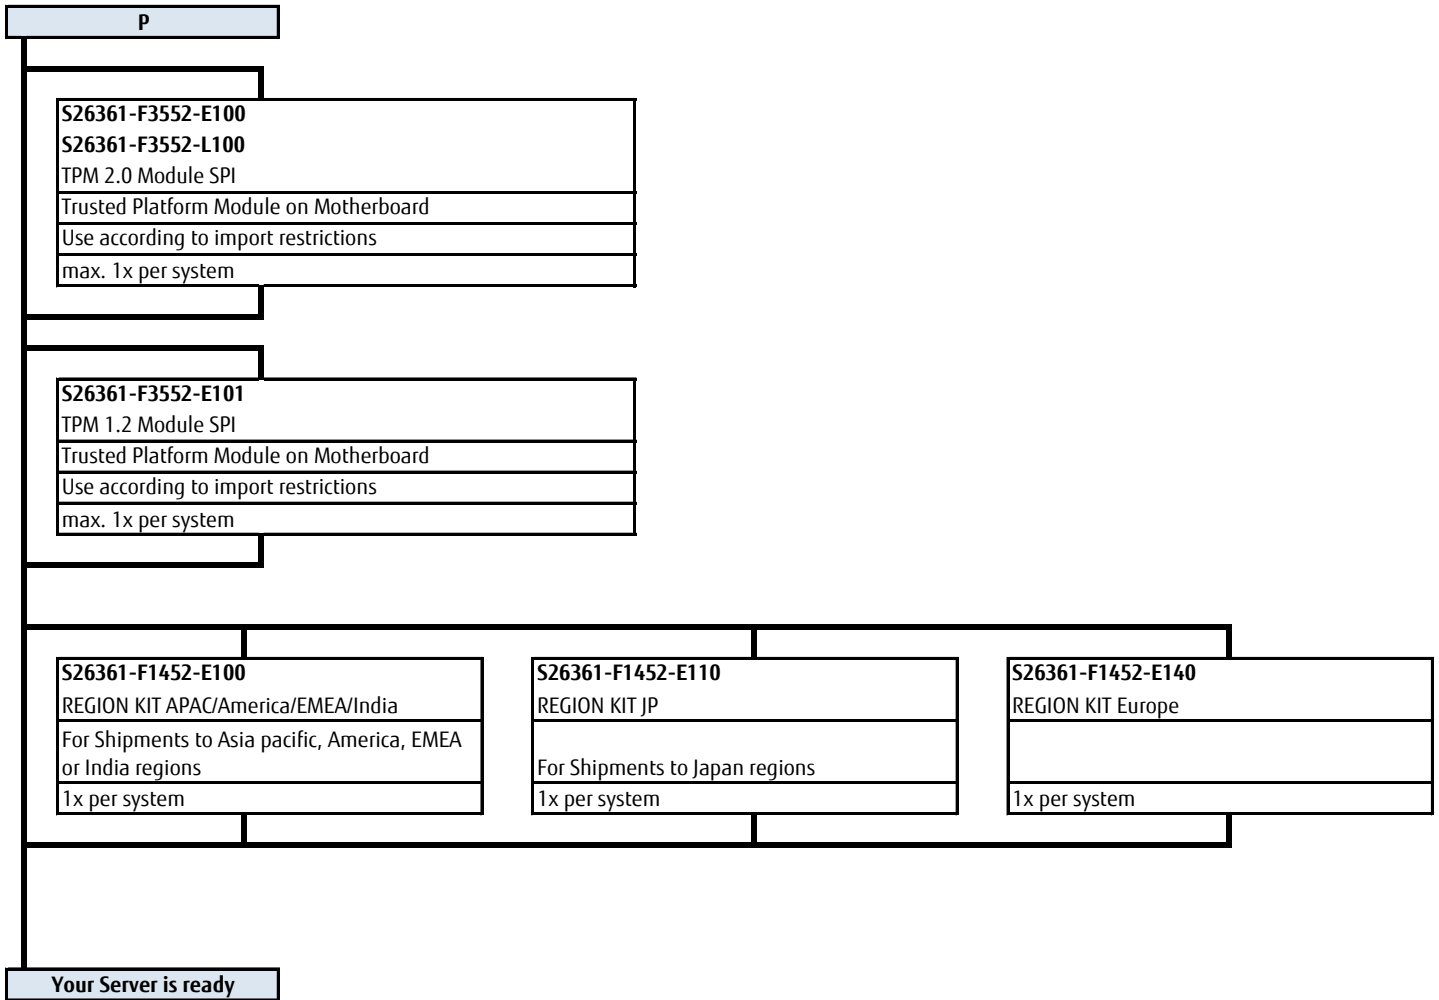 P
S26361-F3552-E100
S26361-F3552-L100
TPM 2.0 Module SPI
Trusted Platform Module on Motherboard
Use according to import restrictions
max. 1x per system
S26361-F3552-E101
TPM 1.2 Module SPI
Trusted Platform Module on Motherboard
Use according to import restrictions
max. 1x per system
S26361-F1452-E100
REGION KIT APAC/America/EMEA/India
For Shipments to Asia pacific, America, EMEA
or India regions
1x per system
S26361-F1452-E110
REGION KIT JP
For Shipments to Japan regions
1x per system
S26361-F1452-E140
REGION KIT Europe
1x per system
Your Server is ready